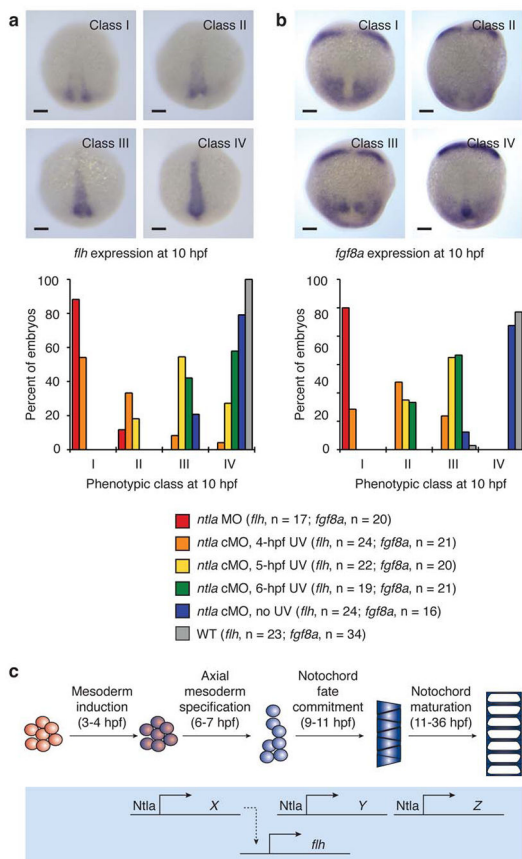 a
Class I
Class II
Class III
Class IV
flh expression at 10 hpf
Percent of embryos
100
80
60
40
20
0
I II III IV
Phenotypic class at 10 hpf
b
Class I
Class II
Class III
Class IV
fgf8a expression at 10 hpf
Percent of embryos
100
80
60
40
20
0
I II III IV
Phenotypic class at 10 hpf
ntla MO (flh, n = 17; fgf8a, n = 20)
ntla cMO, 4-hpf UV (flh, n = 24; fgf8a, n = 21)
ntla cMO, 5-hpf UV (flh, n = 22; fgf8a, n = 20)
ntla cMO, 6-hpf UV (flh, n = 19; fgf8a, n = 21)
ntla cMO, no UV (flh, n = 24; fgf8a, n = 16)
WT (flh, n = 23; fgf8a, n = 34)
c
Mesoderm
induction
(3-4 hpf)
Axial
mesoderm
specification
(6-7 hpf)
Notochord
fate
commitment
(9-11 hpf)
Notochord
maturation
(11-36 hpf)
Ntla X
Ntla Y
Ntla Z
flh